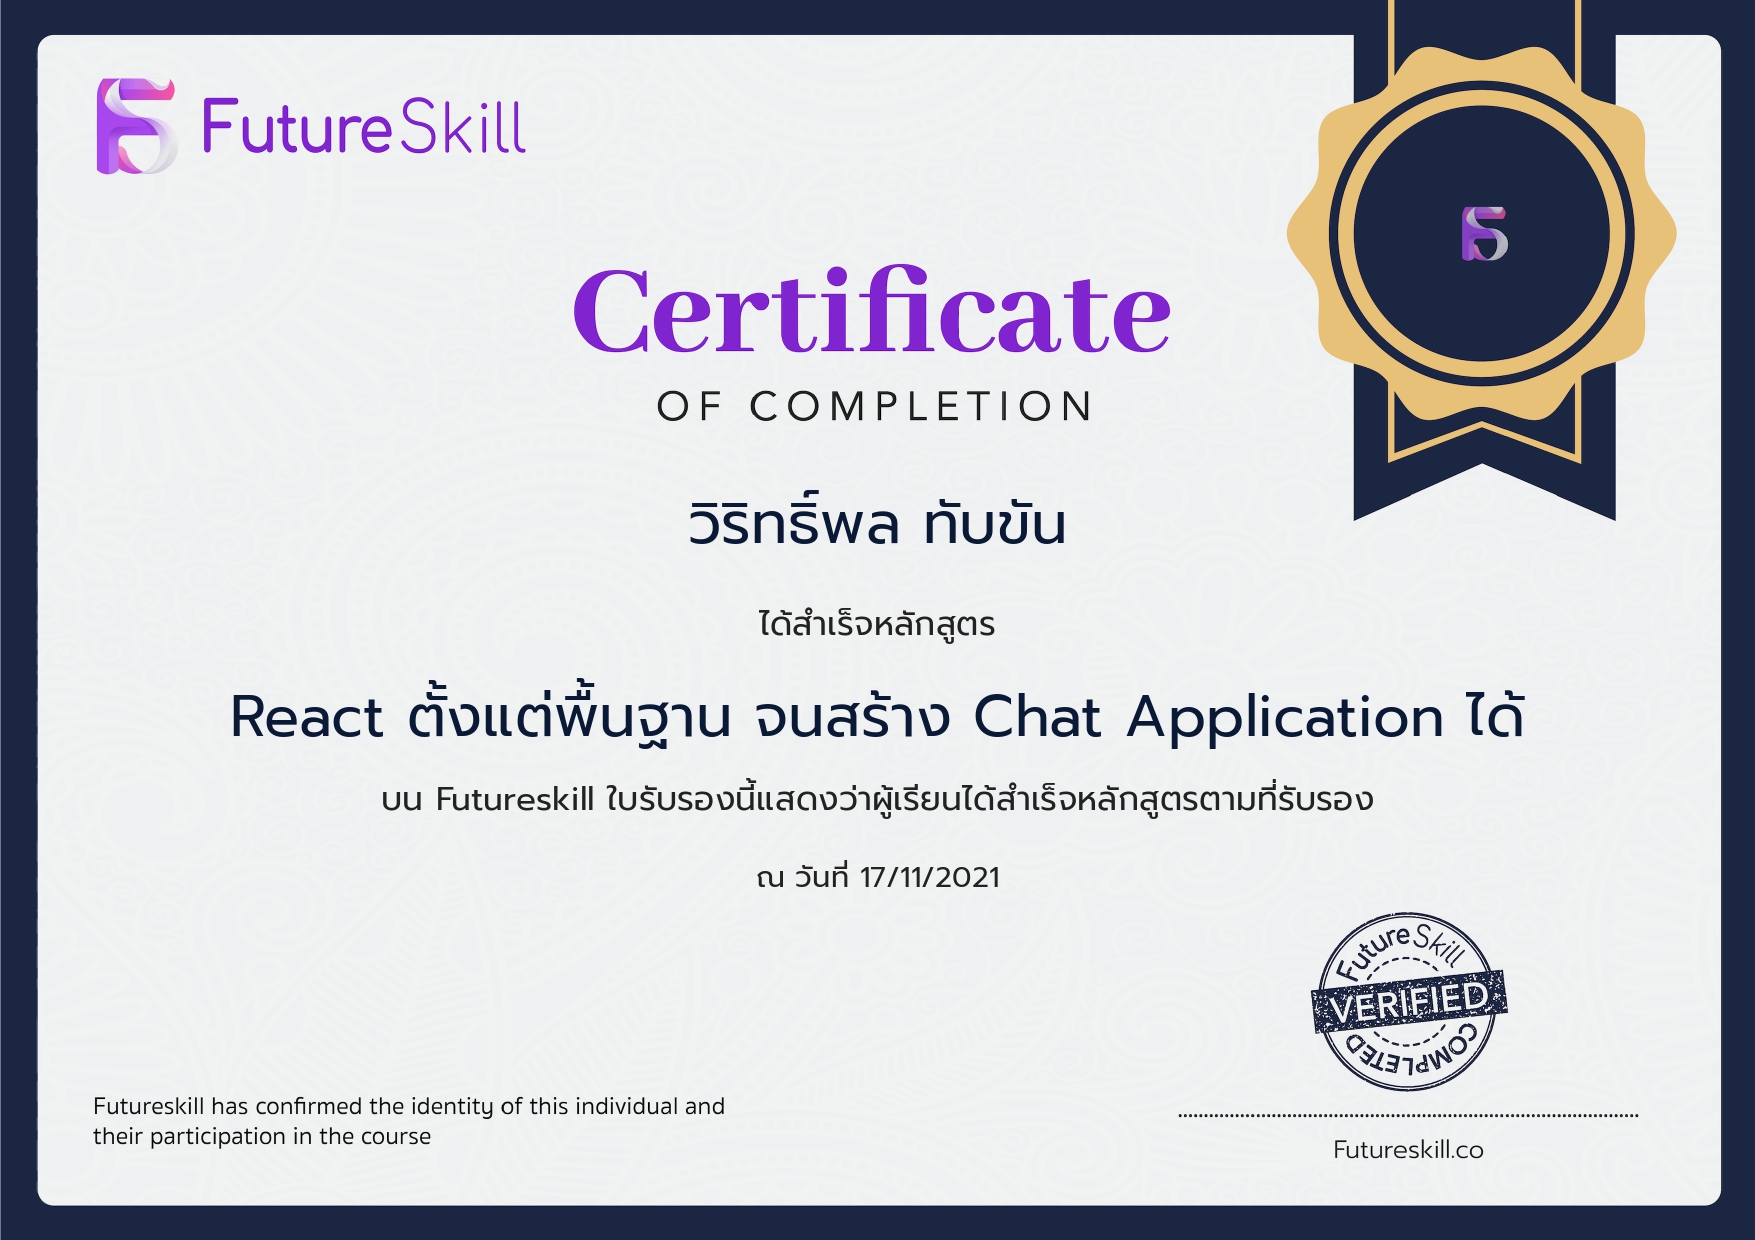 FutureSkill
Certificate
OF COMPLETION
วิริทธิ์พล ทับขัน
ได้สำเร็จหลักสูตร
React ตั้งแต่พื้นฐาน จนสร้าง Chat Application ได้
บน Futureskill ใบรับรองนี้แสดงว่าผู้เรียนได้สำเร็จหลักสูตรตามที่รับรอง
ณ วันที่ 17/11/2021
FutureSkill
VERIFIED
COMPLETED
Futureskill has confirmed the identity of this individual and
their participation in the course
Futureskill.co